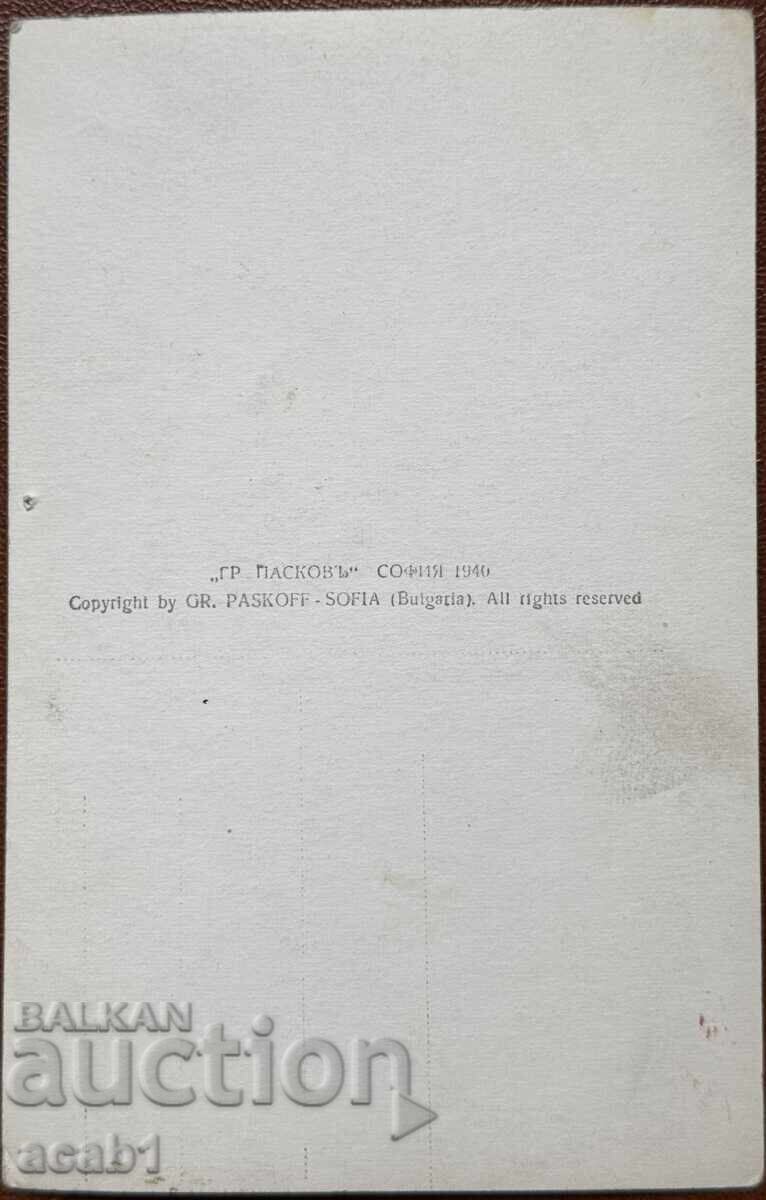 „ГР ПАСКОВЪ“ СОФИЯ 1940
Copyright by GR. PASKOFF - SOFIA (Bulgaria). All rights reserved
BALKAN
auction
acab1